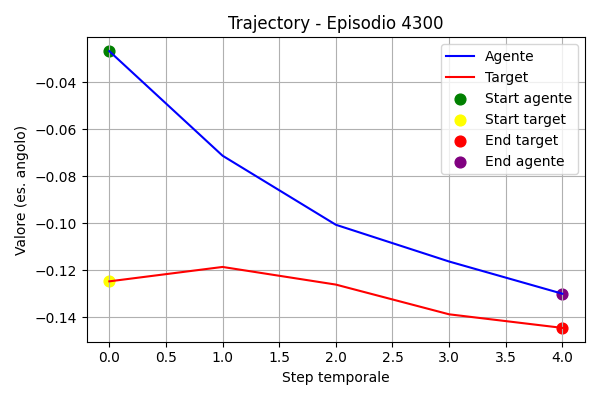 Trajectory - Episodio 4300
Agente
Target
Start agente
Start target
End target
End agente
Valore (es. angolo)
−0.04
−0.06
−0.08
−0.10
−0.12
−0.14
0.0 0.5 1.0 1.5 2.0 2.5 3.0 3.5 4.0
Step temporale